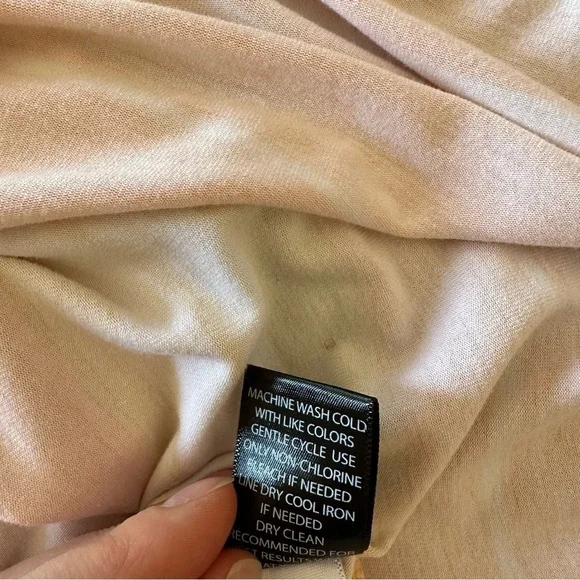 MACHINE WASH COLD
WITH LIKE COLORS
GENTLE CYCLE USE
ONLY NON-CHLORINE
BLEACH IF NEEDED
LINE DRY COOL IRON
IF NEEDED
DRY CLEAN
RECOMMENDED FOR
RESULTS